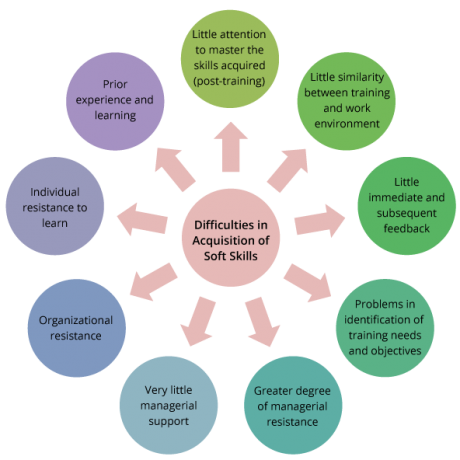 Little attention
to master the
skills acquired
(post-training)
Little similarity
between training
and work
environment
Little
immediate and
subsequent
feedback
Problems in
identification of
training needs
and objectives
Greater degree
of managerial
resistance
Very little
managerial
support
Organizational
resistance
Individual
resistance to
learn
Prior
experience and
learning
Difficulties in
Acquisition of
Soft Skills